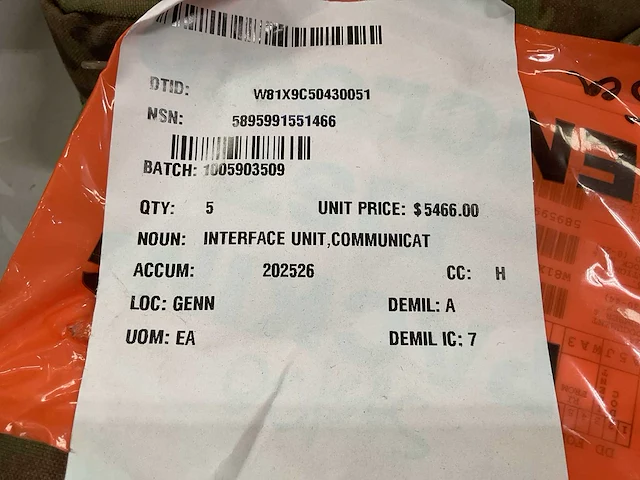 DTID: W81X9C50430051
NSN: 5895991551466
BATCH: 1005903509
QTY: 5 UNIT PRICE: $5466.00
NOUN: INTERFACE UNIT,COMMUNICAT
ACCUM: 202526 CC: H
LOC: GENN DEMIL: A
UOM: EA DEMIL IC: 7